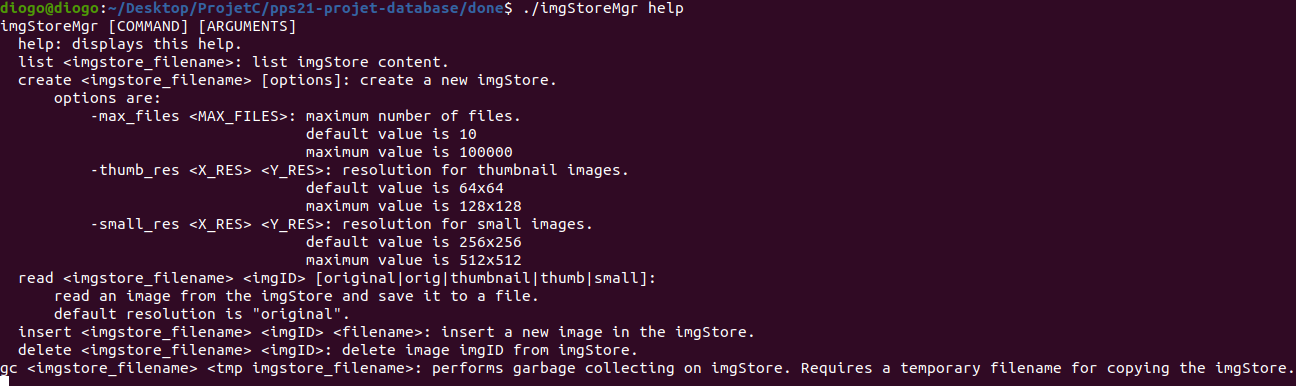 diogo@diogo:~/Desktop/ProjetC/pps21-projet-database/done$ ./imgStoreMgr help
imgStoreMgr [COMMAND] [ARGUMENTS]
  help: displays this help.
  list <imgstore_filename>: list imgStore content.
  create <imgstore_filename> [options]: create a new imgStore.
      options are:
          -max_files <MAX_FILES>: maximum number of files.
                                  default value is 10
                                  maximum value is 100000
          -thumb_res <X_RES> <Y_RES>: resolution for thumbnail images.
                                  default value is 64x64
                                  maximum value is 128x128
          -small_res <X_RES> <Y_RES>: resolution for small images.
                                  default value is 256x256
                                  maximum value is 512x512
  read <imgstore_filename> <imgID> [original|orig|thumbnail|thumb|small]:
      read an image from the imgStore and save it to a file.
      default resolution is "original".
  insert <imgstore_filename> <imgID> <filename>: insert a new image in the imgStore.
  delete <imgstore_filename> <imgID>: delete image imgID from imgStore.
gc <imgstore_filename> <tmp imgstore_filename>: performs garbage collecting on imgStore. Requires a temporary filename for copying the imgStore.